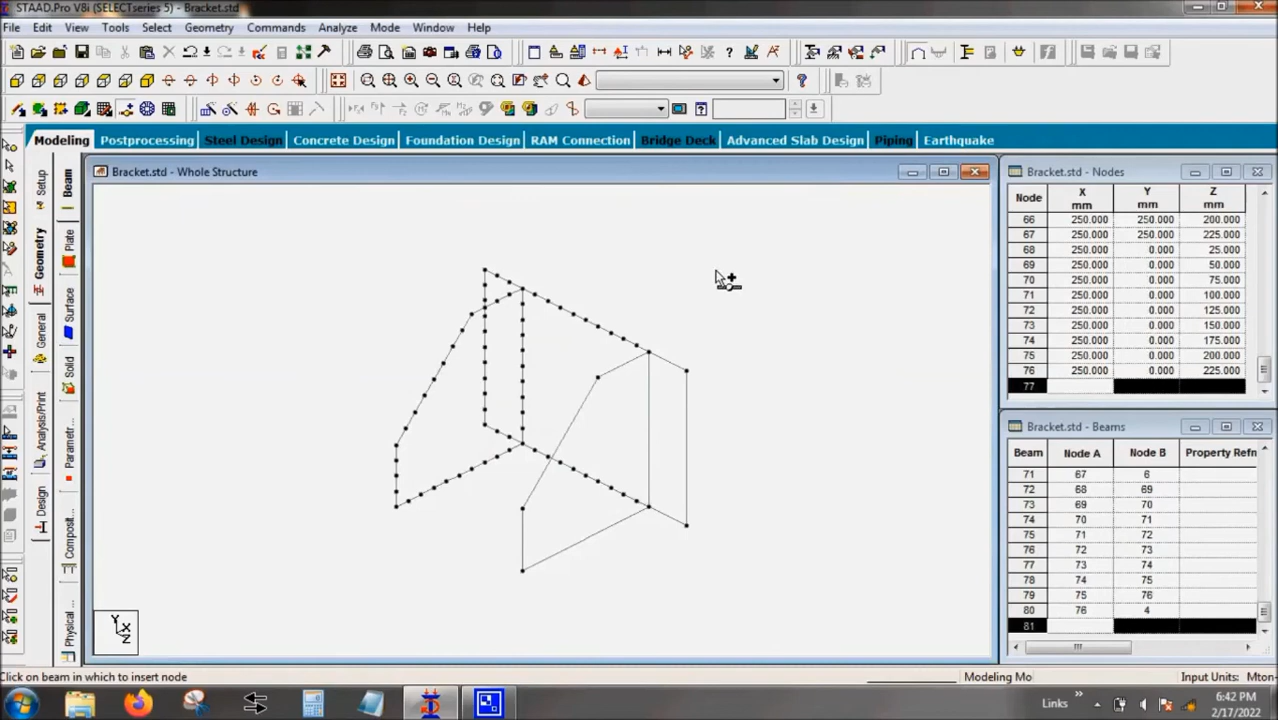 STAAD.Pro V8i (SELECTseries 5) - Bracket.std
File Edit View Tools Select Geometry Commands Analyze Mode Window Help
Modeling Postprocessing Steel Design Concrete Design Foundation Design RAM Connection Bridge Deck Advanced Slab Design Piping Earthquake
Setup
Geometry
General
Analysis/Print
Design
Beam
Plate
Surface
Solid
Parametr...
Composit...
Physical ...
Bracket.std - Whole Structure
Y
X
Z
Bracket.std - Nodes
Node X mm Y mm Z mm
66 250.000 250.000 200.000
67 250.000 250.000 225.000
68 250.000 0.000 25.000
69 250.000 0.000 50.000
70 250.000 0.000 75.000
71 250.000 0.000 100.000
72 250.000 0.000 125.000
73 250.000 0.000 150.000
74 250.000 0.000 175.000
75 250.000 0.000 200.000
76 250.000 0.000 225.000
77
Bracket.std - Beams
Beam Node A Node B Property Refn
71 67 6
72 68 69
73 69 70
74 70 71
75 71 72
76 72 73
77 73 74
78 74 75
79 75 76
80 76 4
81
Click on beam in which to insert node
Modeling Mo
Input Units: Mton-
Links
6:42 PM
2/17/2022